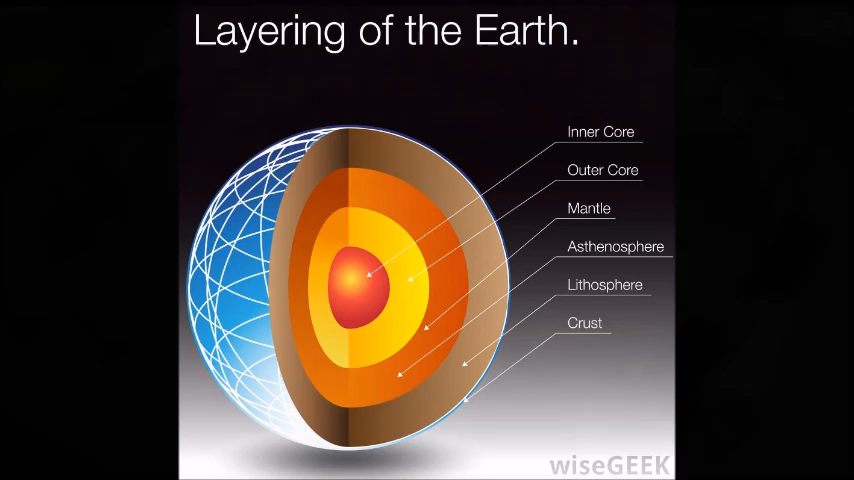 Layering of the Earth.
Inner Core
Outer Core
Mantle
Asthenosphere
Lithosphere
Crust
wiseGEEK